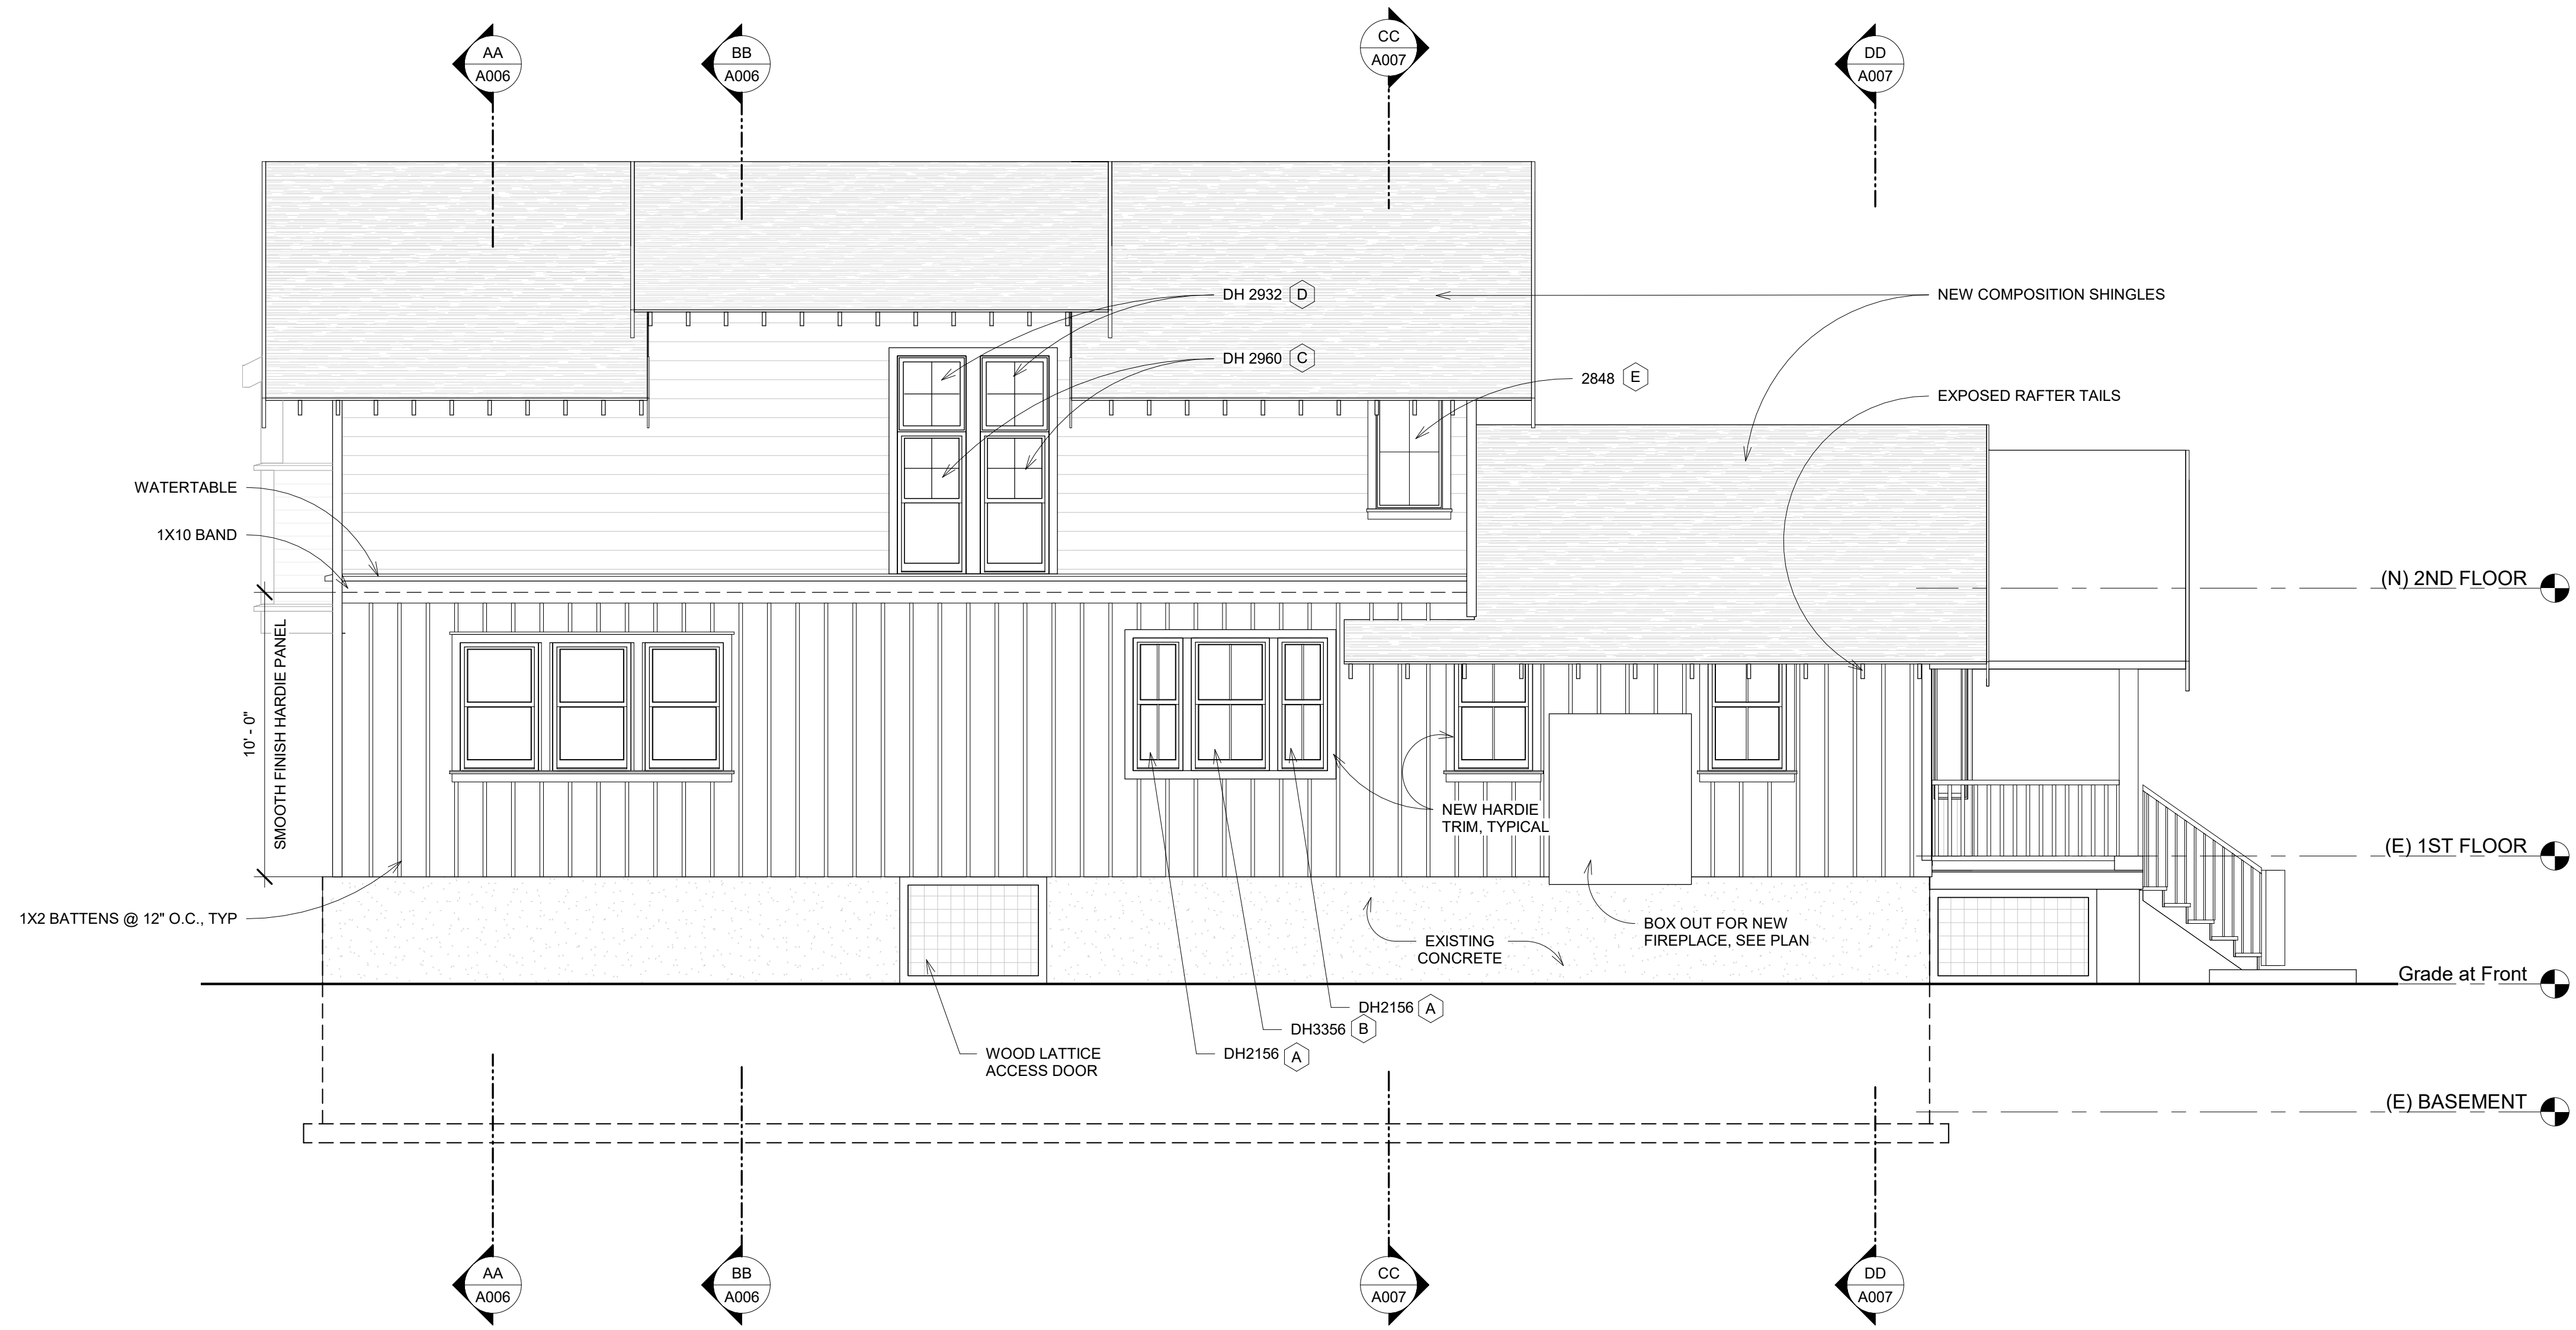 AA
A006
BB
A006
CC
A007
DD
A007
DH 2932 D
NEW COMPOSITION SHINGLES
DH 2960 C
2848 E
EXPOSED RAFTER TAILS
WATERTABLE
1X10 BAND
(N) 2ND FLOOR
10' - 0"
SMOOTH FINISH HARDIE PANEL
NEW HARDIE
TRIM, TYPICAL
(E) 1ST FLOOR
1X2 BATTENS @ 12" O.C., TYP
BOX OUT FOR NEW
FIREPLACE, SEE PLAN
EXISTING
CONCRETE
Grade at Front
DH2156 A
DH3356 B
DH2156 A
WOOD LATTICE
ACCESS DOOR
(E) BASEMENT
AA
A006
BB
A006
CC
A007
DD
A007